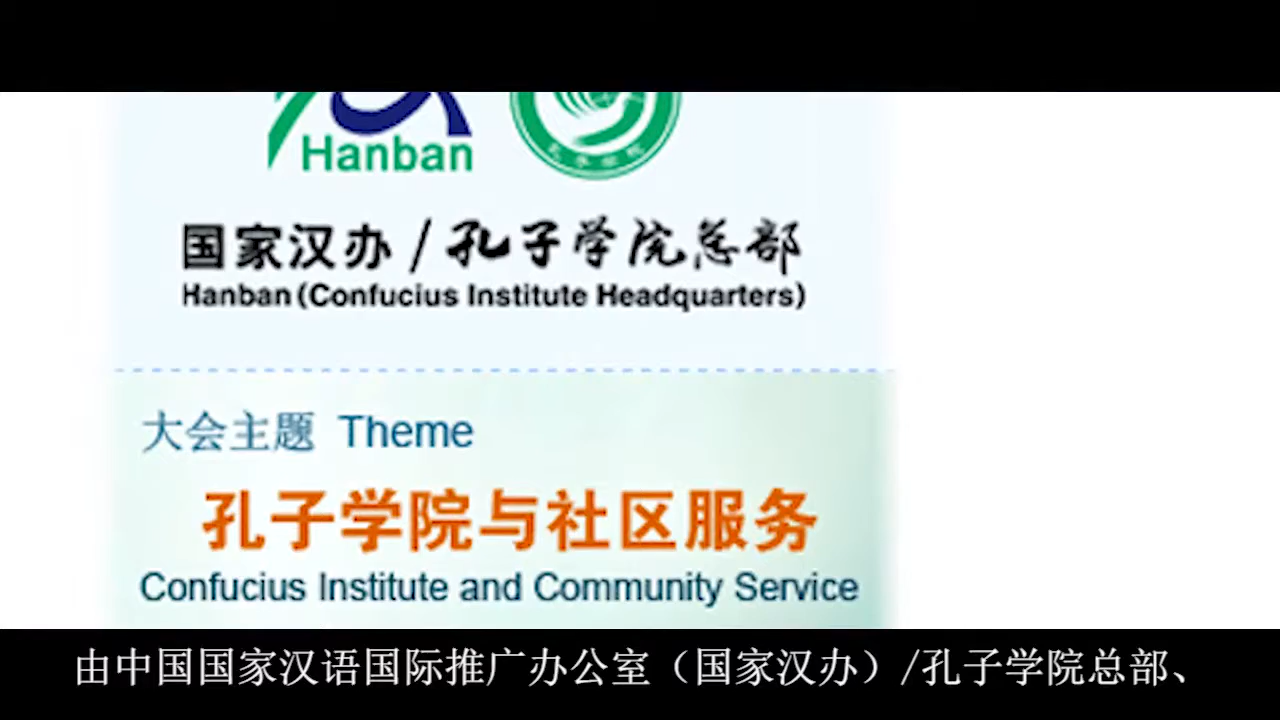 Hanban
国家汉办/孔子学院总部
Hanban(Confucius Institute Headquarters)
大会主题 Theme
孔子学院与社区服务
Confucius Institute and Community Service
由中国国家汉语国际推广办公室（国家汉办）/孔子学院总部、